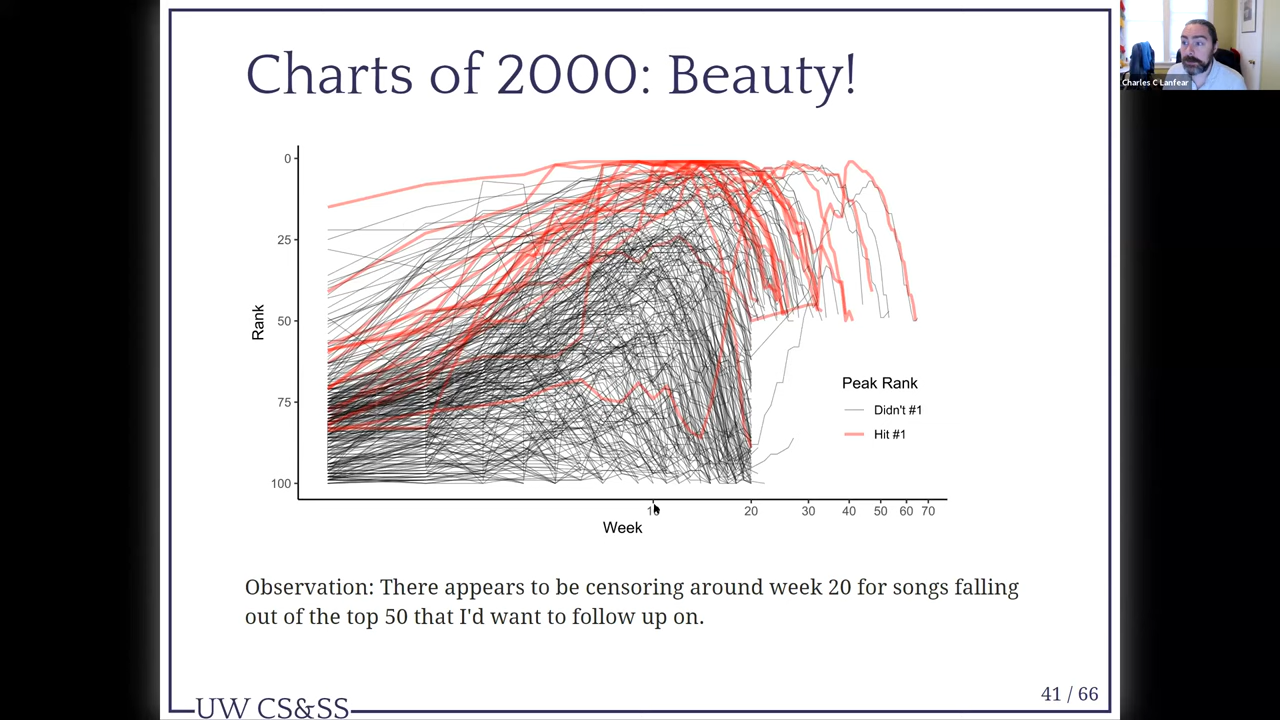 Charts of 2000: Beauty!
Charles C Lanfear
0
25
50
75
100
Rank
10
20
30
40
50
60
70
Week
Peak Rank
Didn't #1
Hit #1
Observation: There appears to be censoring around week 20 for songs falling
out of the top 50 that I'd want to follow up on.
41 / 66
UW CS&SS